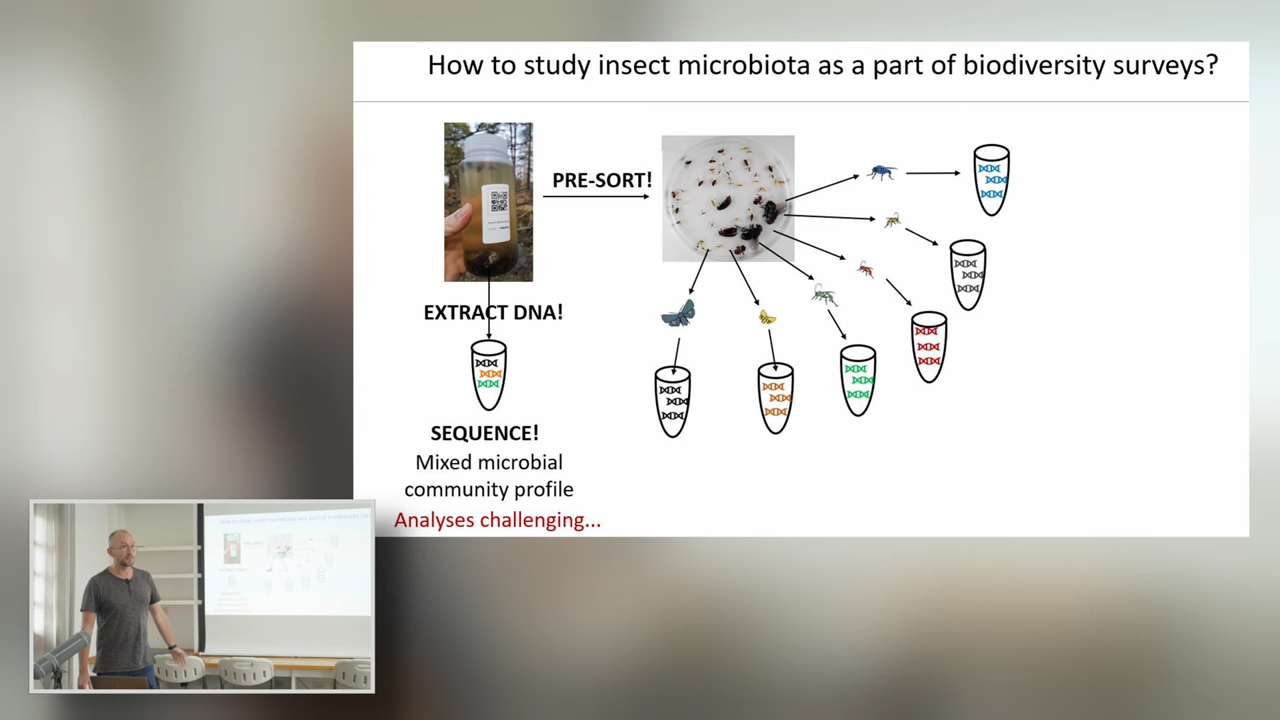 How to study insect microbiota as a part of biodiversity surveys?
PRE-SORT!
EXTRACT DNA!
SEQUENCE!
Mixed microbial
community profile
Analyses challenging...